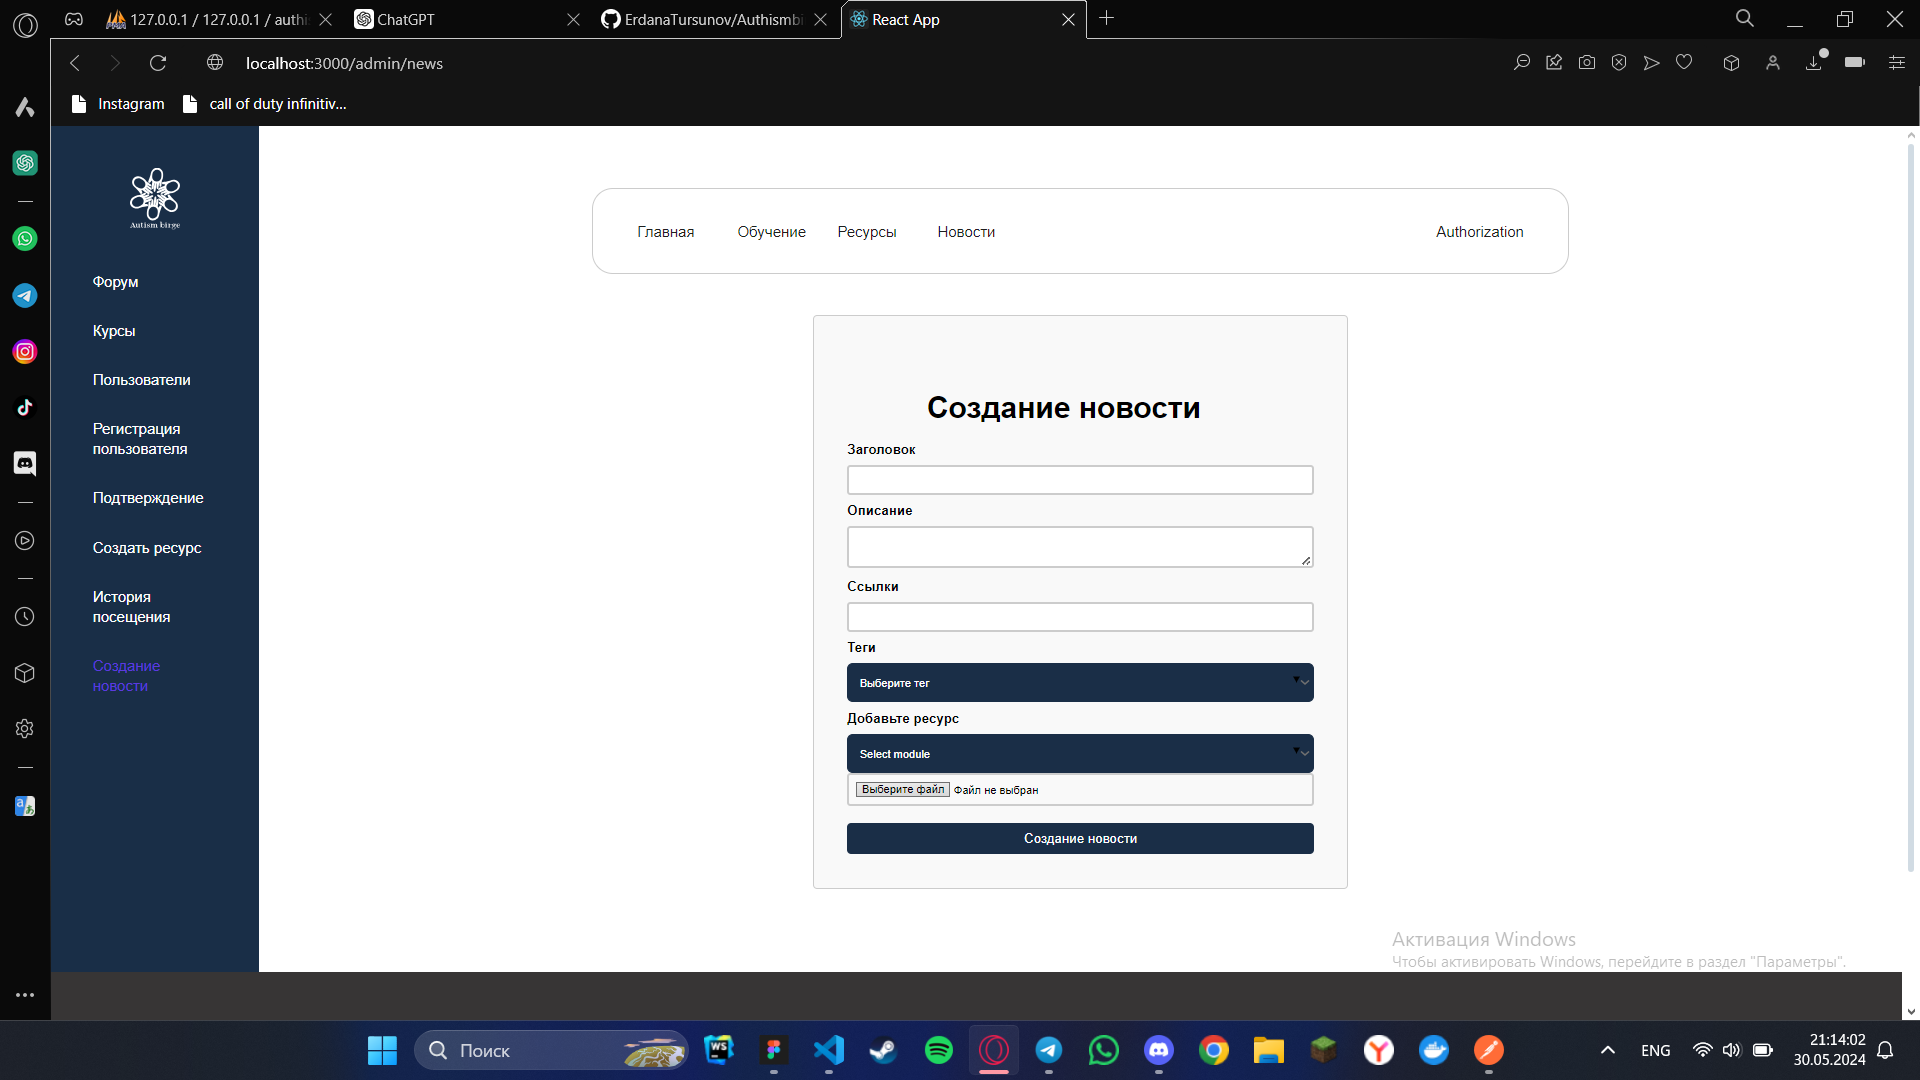 127.0.0.1 / 127.0.0.1 / authi
ChatGPT
ErdanaTursunov/Authismbi
React App
localhost:3000/admin/news
Instagram
call of duty infinitiv...
Autism birge
Форум
Курсы
Пользователи
Регистрация
пользователя
Подтверждение
Создать ресурс
История
посещения
Создание
новости
Главная
Обучение
Ресурсы
Новости
Authorization
Создание новости
Заголовок
Описание
Ссылки
Теги
Выберите тег
Добавьте ресурс
Select module
Выберите файл Файл не выбран
Создание новости
Активация Windows
Чтобы активировать Windows, перейдите в раздел "Параметры".
Поиск
WS
ENG
21:14:02
30.05.2024